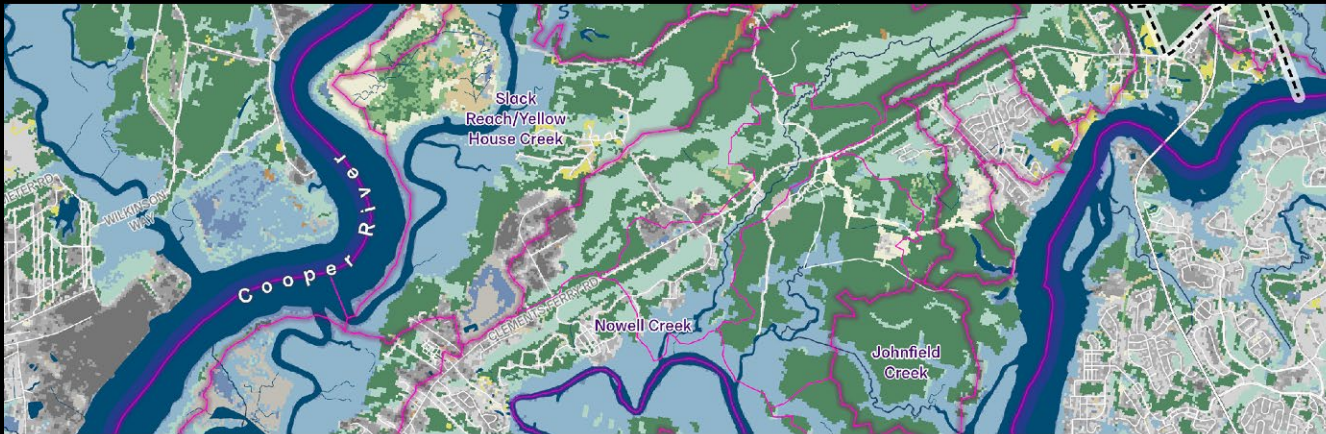 Slack
Reach/Yellow
House Creek
WILKINSON
WAY
Cooper River
CLEMENTS FERRY RD
Nowell Creek
Johnfield
Creek